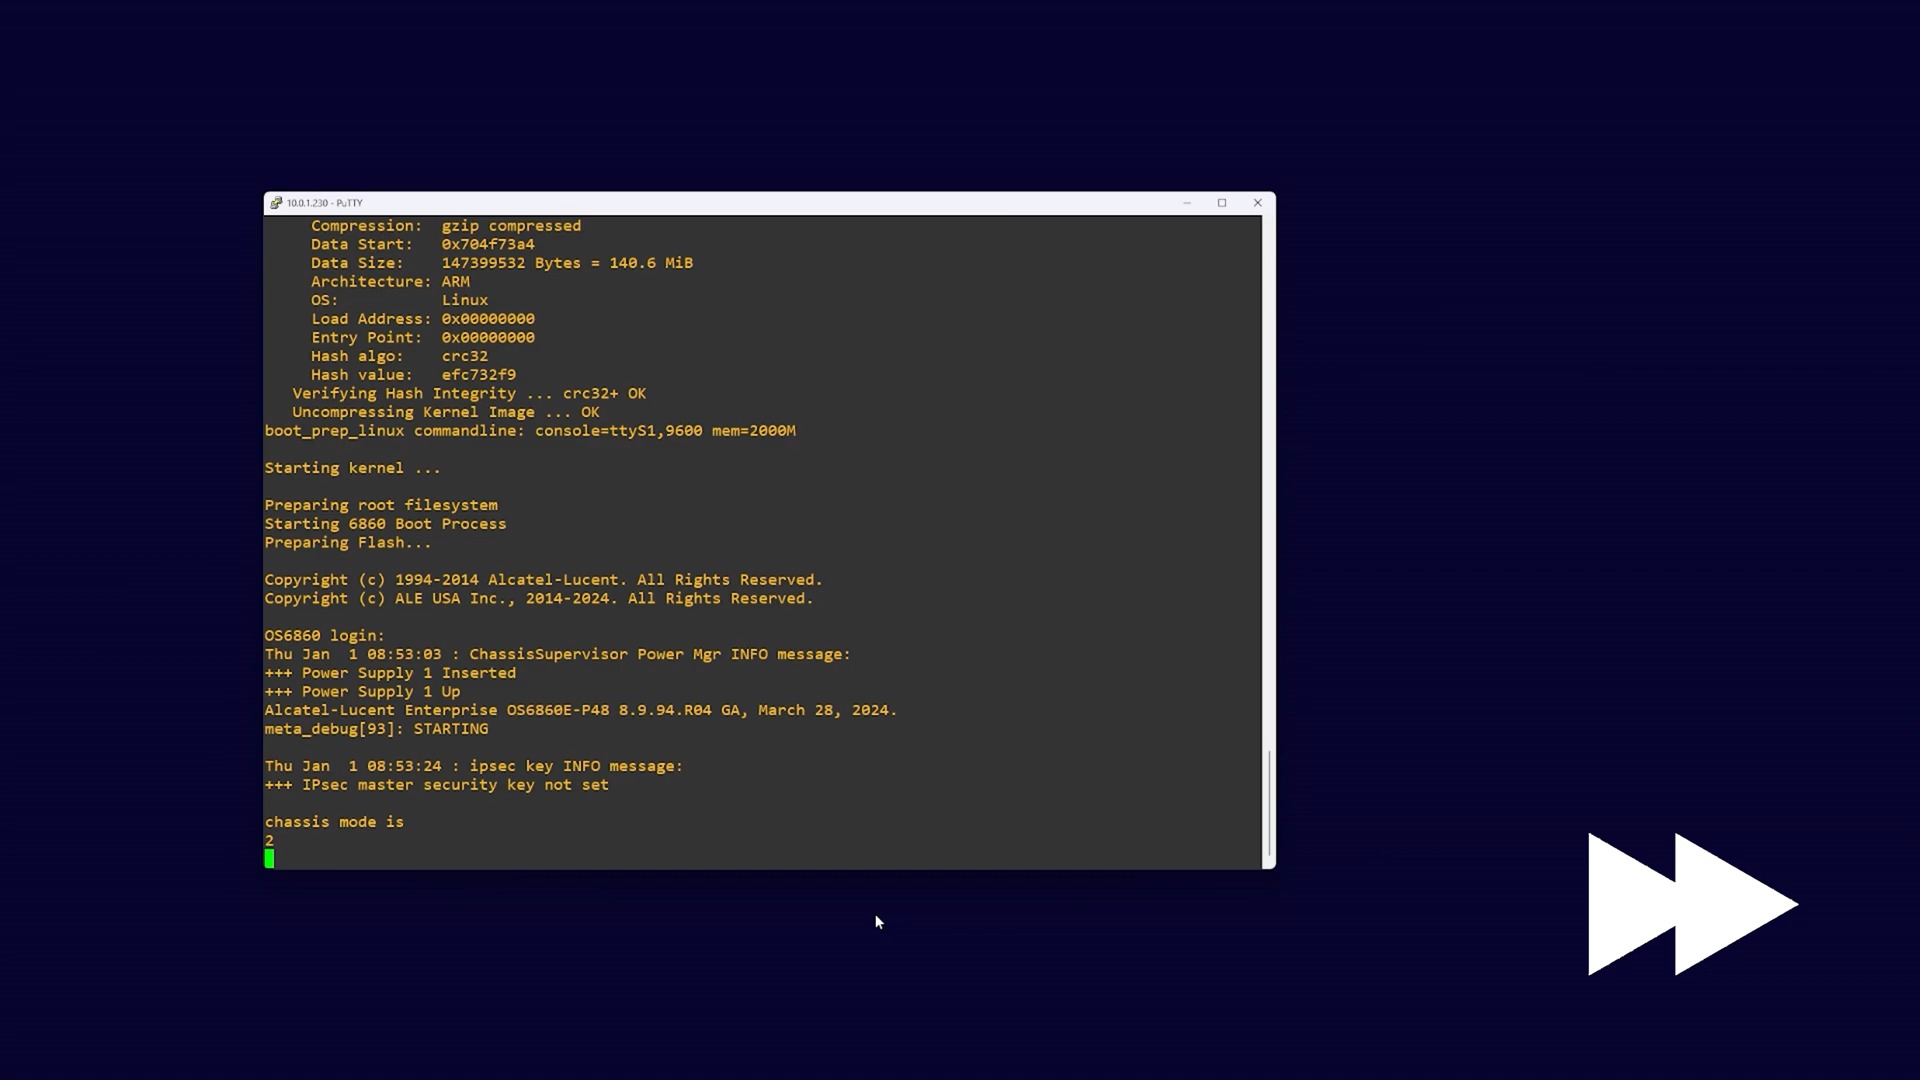 10.0.1.230 - PuTTY
Compression: gzip compressed
Data Start: 0x704f73a4
Data Size: 147399532 Bytes = 140.6 MiB
Architecture: ARM
OS: Linux
Load Address: 0x00000000
Entry Point: 0x00000000
Hash algo: crc32
Hash value: efc732f9
Verifying Hash Integrity ... crc32+ OK
Uncompressing Kernel Image ... OK
boot_prep_linux commandline: console=ttyS1,9600 mem=2000M
Starting kernel ...
Preparing root filesystem
Starting 6860 Boot Process
Preparing Flash...
Copyright (c) 1994-2014 Alcatel-Lucent. All Rights Reserved.
Copyright (c) ALE USA Inc., 2014-2024. All Rights Reserved.
OS6860 login:
Thu Jan  1 08:53:03 : ChassisSupervisor Power Mgr INFO message:
+++ Power Supply 1 Inserted
+++ Power Supply 1 Up
Alcatel-Lucent Enterprise OS6860E-P48 8.9.94.R04 GA, March 28, 2024.
meta_debug[93]: STARTING
Thu Jan  1 08:53:24 : ipsec key INFO message:
+++ IPsec master security key not set
chassis mode is
2